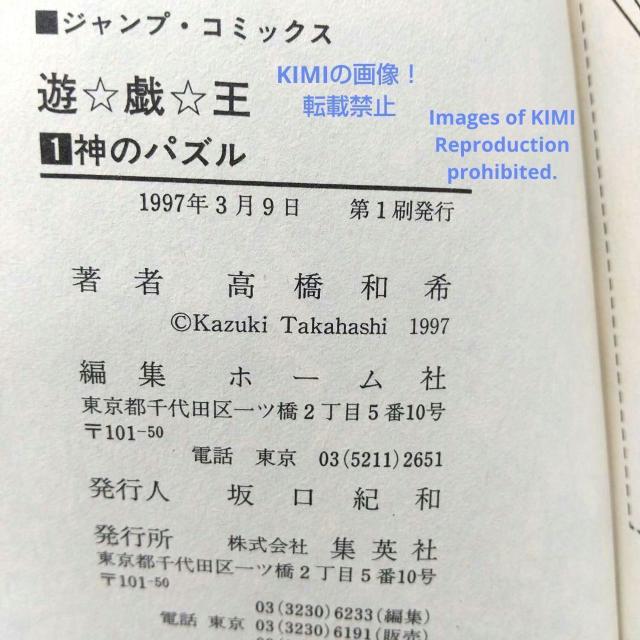 ■ジャンプ・コミックス
遊☆戯☆王
1神のパズル
1997年3月9日 第1刷発行
著者 高橋和希
©Kazuki Takahashi 1997
編集 ホーム社
東京都千代田区一ツ橋2丁目5番10号
〒101-50
電話 東京 03(5211)2651
発行人 坂口紀和
発行所 株式会社 集英社
東京都千代田区一ツ橋2丁目5番10号
〒101-50
03(3230)6233(編集)
電話 東京 03(3230)6191(販売)
KIMIの画像！
転載禁止
Images of KIMI
Reproduction
prohibited.